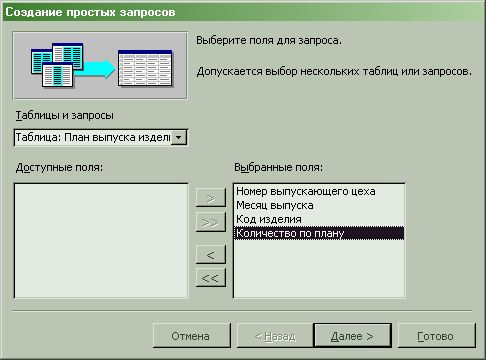 Создание простых запросов
Выберите поля для запроса.
Допускается выбор нескольких таблиц или запросов.
Таблицы и запросы
Таблица: План выпуска издели
Доступные поля:
Выбранные поля:
>
>>
<
<<
Номер выпускающего цеха
Месяц выпуска
Код изделия
Количество по плану
Отмена
< Назад
Далее >
Готово